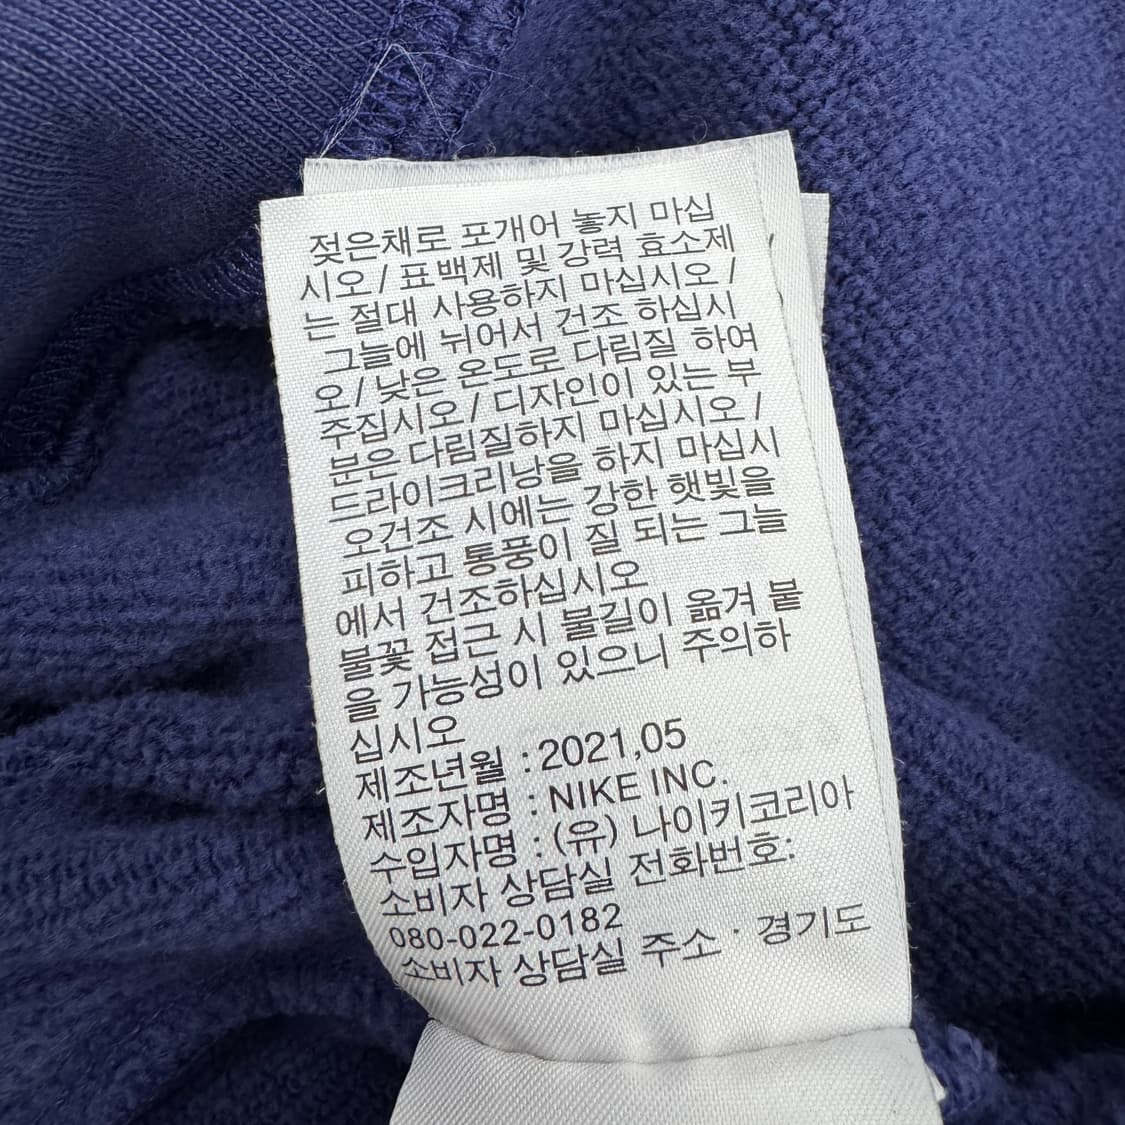 젖은채로 포개어 놓지 마십
시오/표백제 및 강력 효소제
는 절대 사용하지 마십시오/
그늘에 뉘어서 건조 하십시
오/낮은 온도로 다림질 하여
주집시오/디자인이 있는 부
분은 다림질하지 마십시오/
드라이크리낭을 하지 마십시
오건조 시에는 강한 햇빛을
피하고 통풍이 질 되는 그늘
에서 건조하십시오
불꽃 접근 시 불길이 옮겨 붙
을 가능성이 있으니 주의하
십시오
제조년월 : 2021,05
제조자명 : NIKE INC.
수입자명 : (유) 나이키코리아
소비자 상담실 전화번호:
080-022-0182
소비자 상담실 주소 · 경기도